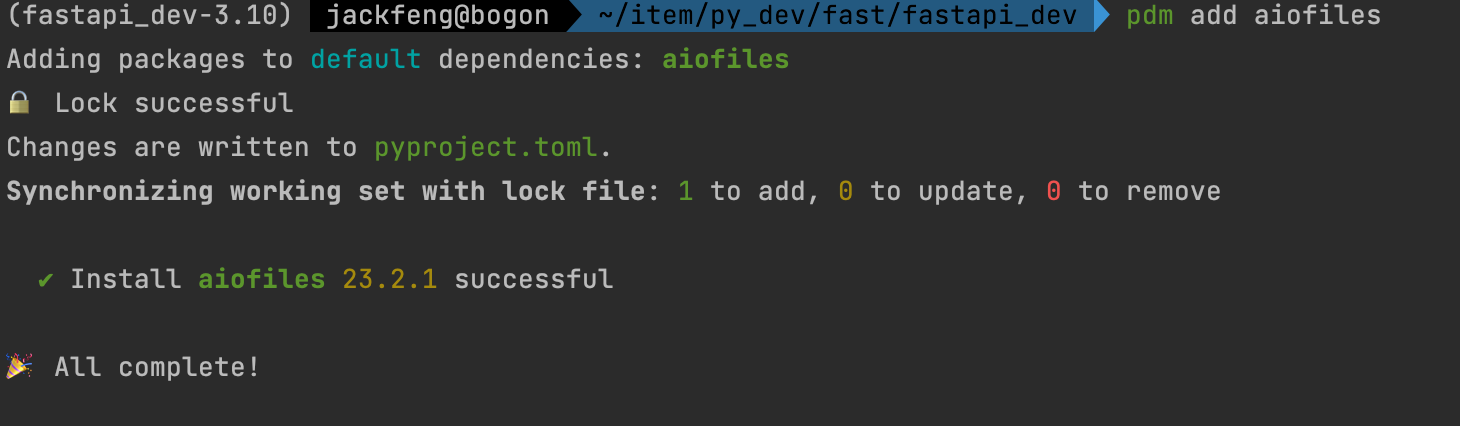 (fastapi_dev-3.10) jackfeng@bogon ~/item/py_dev/fast/fastapi_dev pdm add aiofiles
Adding packages to default dependencies: aiofiles
🔒 Lock successful
Changes are written to pyproject.toml.
Synchronizing working set with lock file: 1 to add, 0 to update, 0 to remove
✔ Install aiofiles 23.2.1 successful
🎉 All complete!